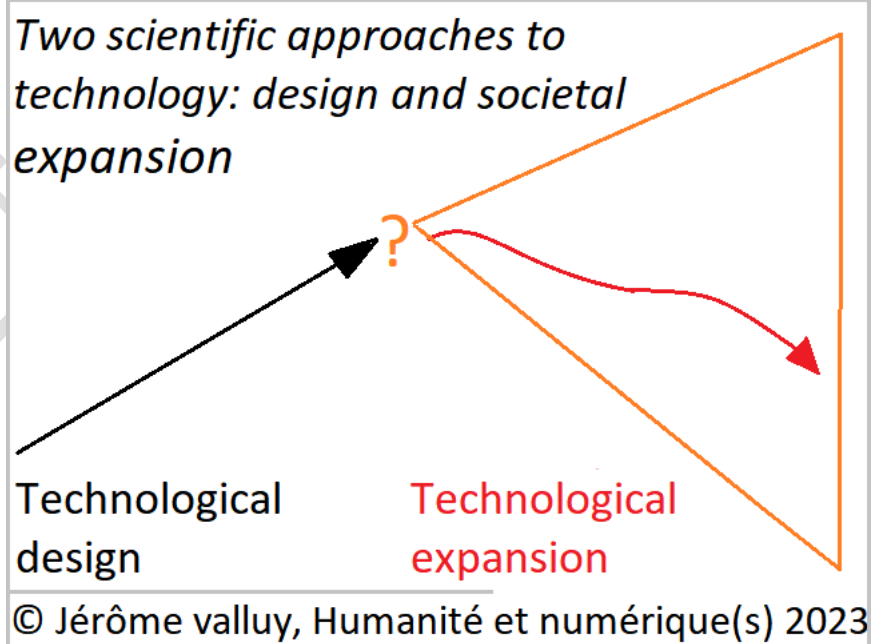 Two scientific approaches to
technology: design and societal
expansion
?
Technological
design
Technological
expansion
© Jérôme valluy, Humanité et numérique(s) 2023